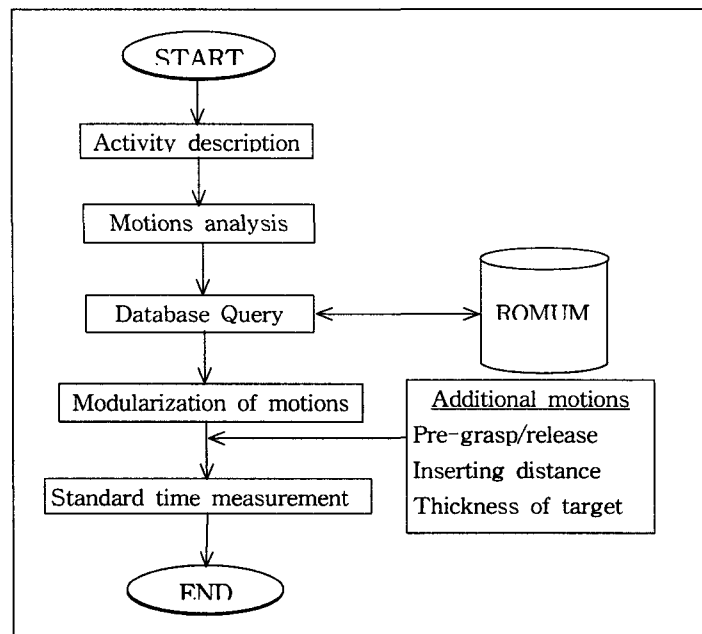 START
Activity description
Motions analysis
Database Query
ROMUM
Modularization of motions
Additional motions
Pre-grasp/release
Inserting distance
Thickness of target
Standard time measurement
END